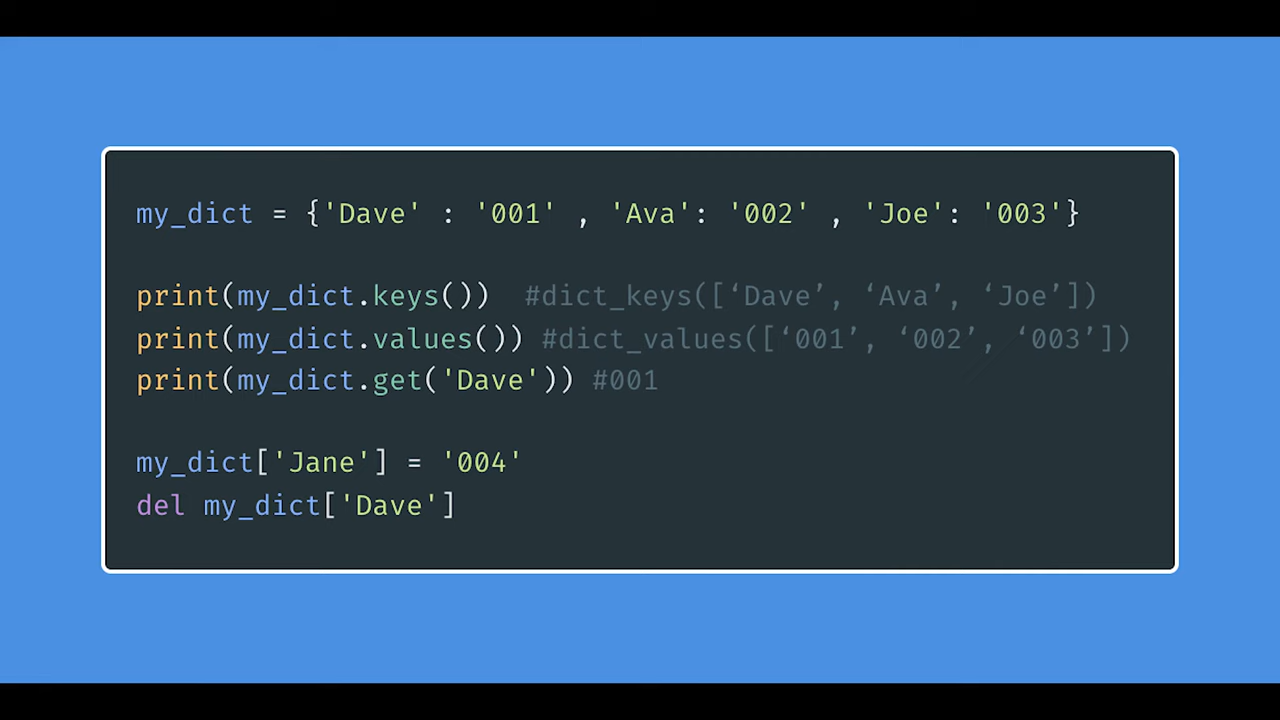 my_dict = {'Dave' : '001' , 'Ava': '002' , 'Joe': '003'}
print(my_dict.keys())  #dict_keys([‘Dave’, ‘Ava’, ‘Joe’])
print(my_dict.values()) #dict_values([‘001’, ‘002’, ‘003’])
print(my_dict.get('Dave')) #001
my_dict['Jane'] = '004'
del my_dict['Dave']